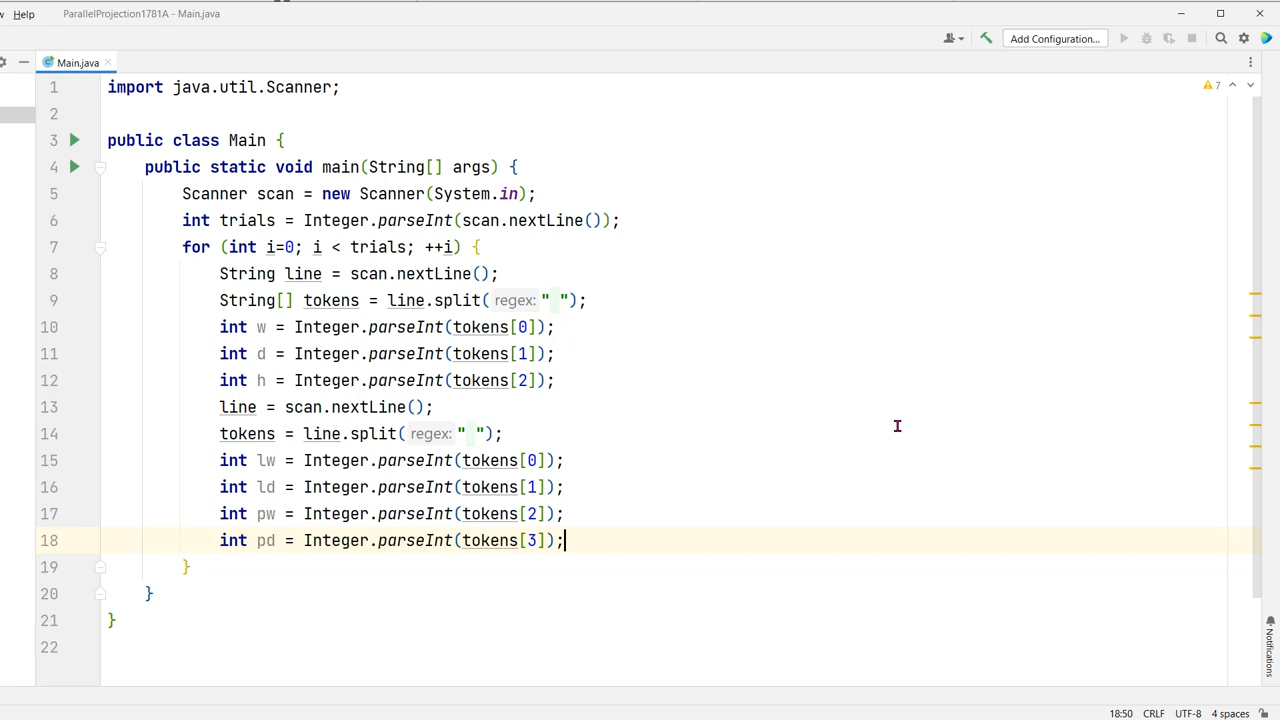 Help ParallelProjection1781A - Main.java
Add Configuration...
Main.java
1 import java.util.Scanner;
7
2
3 public class Main {
4 public static void main(String[] args) {
5 Scanner scan = new Scanner(System.in);
6 int trials = Integer.parseInt(scan.nextLine());
7 for (int i=0; i < trials; ++i) {
8 String line = scan.nextLine();
9 String[] tokens = line.split( regex: " ");
10 int w = Integer.parseInt(tokens[0]);
11 int d = Integer.parseInt(tokens[1]);
12 int h = Integer.parseInt(tokens[2]);
13 line = scan.nextLine();
14 tokens = line.split( regex: " ");
15 int lw = Integer.parseInt(tokens[0]);
16 int ld = Integer.parseInt(tokens[1]);
17 int pw = Integer.parseInt(tokens[2]);
18 int pd = Integer.parseInt(tokens[3]);
19 }
20 }
21 }
22
Notifications
18:50 CRLF UTF-8 4 spaces